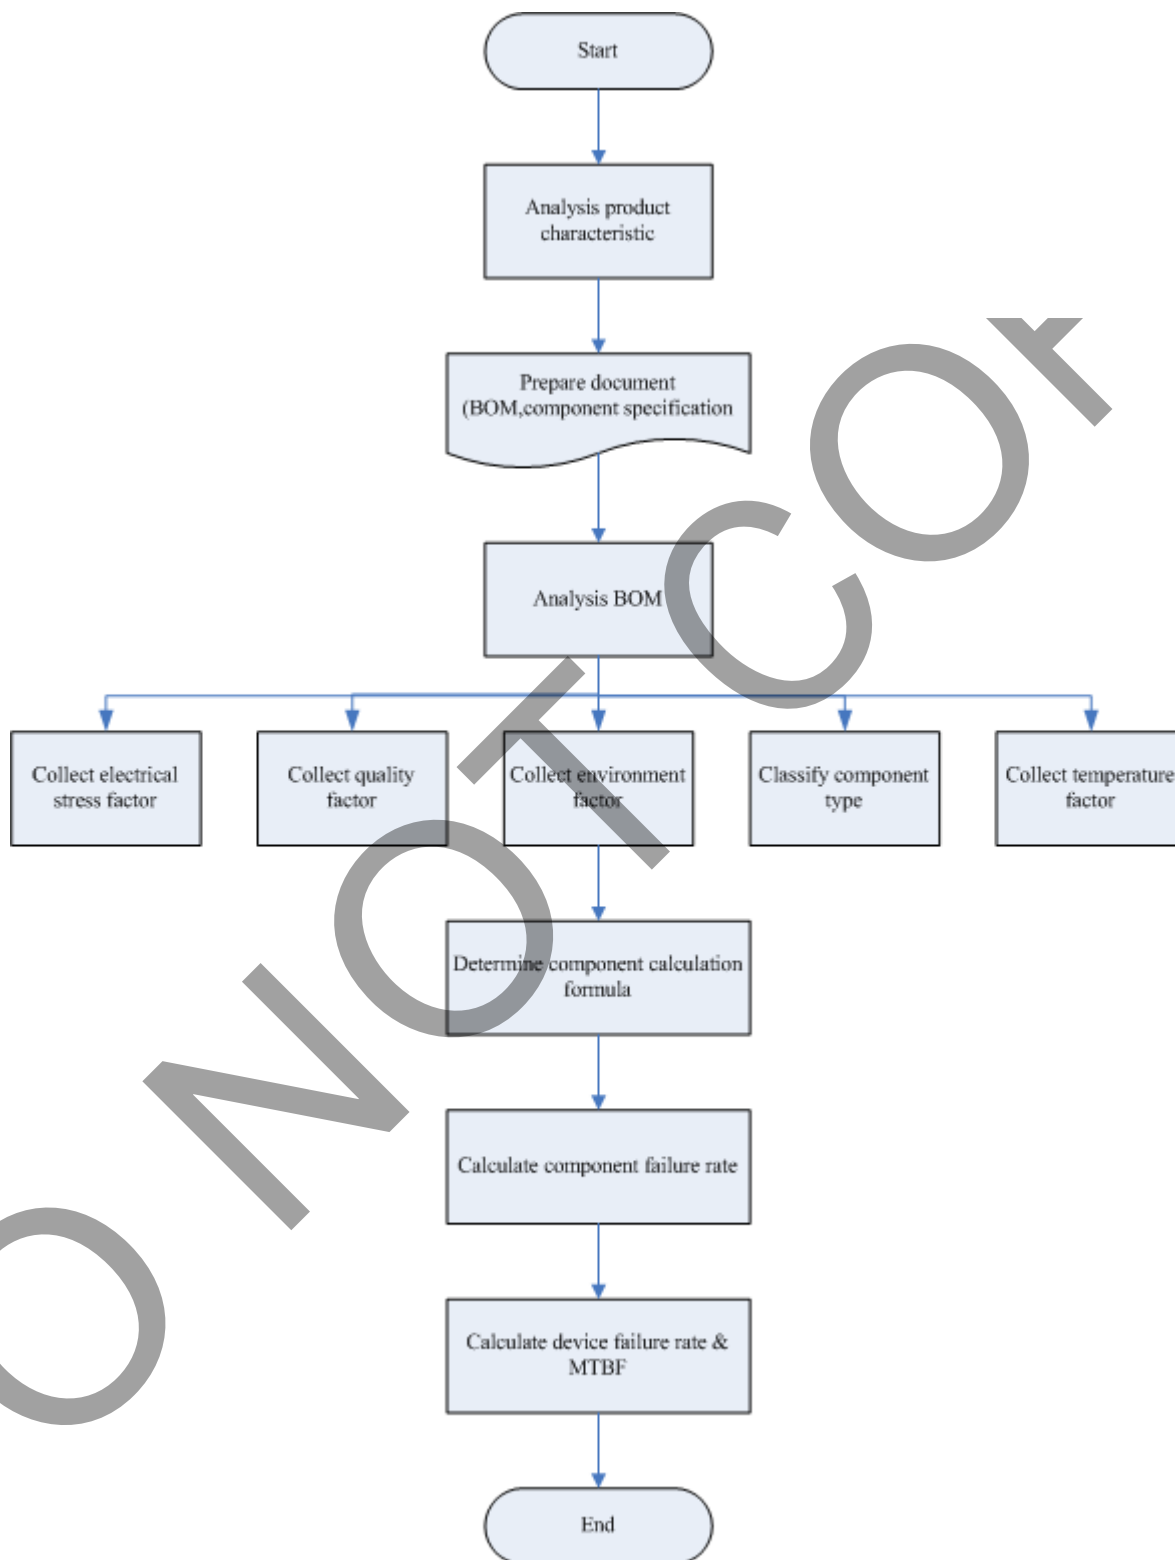 Start
Analysis product
characteristic
Prepare document
(BOM,component specification
Analysis BOM
Collect electrical
stress factor
Collect quality
factor
Collect environment
factor
Classify component
type
Collect temperature
factor
Determine component calculation
formula
Calculate component failure rate
Calculate device failure rate &
MTBF
End
O NOT COP